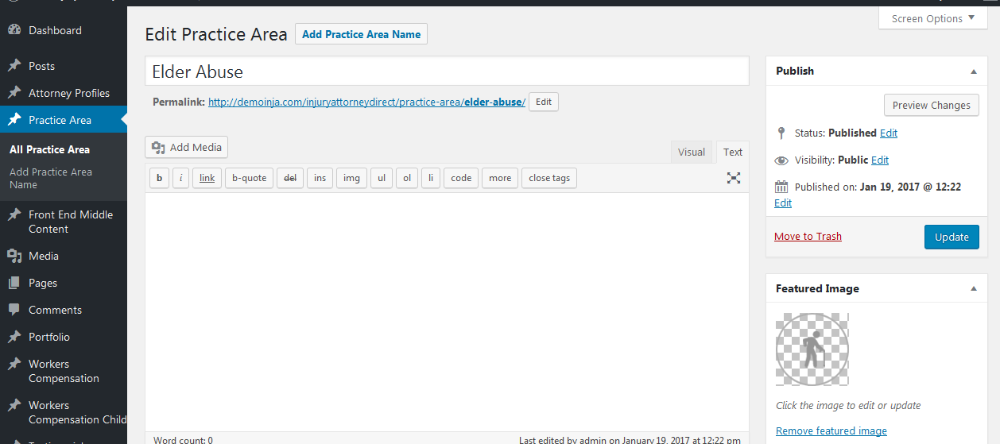 Screen Options
Dashboard
Edit Practice Area
Add Practice Area Name
Posts
Attorney Profiles
Practice Area
All Practice Area
Add Practice Area
Name
Front End Middle
Content
Media
Pages
Comments
Portfolio
Workers
Compensation
Workers
Compensation Child
Elder Abuse
Permalink: http://demoinja.com/injuryattorneydirect/practice-area/elder-abuse/ Edit
Add Media
Visual Text
b i link b-quote del ins img ul ol li code more close tags
Word count: 0
Last edited by admin on January 19, 2017 at 12:22 pm
Publish
Preview Changes
Status: Published Edit
Visibility: Public Edit
Published on: Jan 19, 2017 @ 12:22
Edit
Move to Trash
Update
Featured Image
Click the image to edit or update
Remove featured image